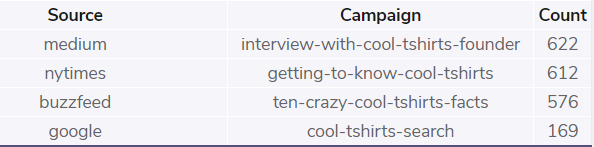 Source Campaign Count
medium interview-with-cool-tshirts-founder 622
nytimes getting-to-know-cool-tshirts 612
buzzfeed ten-crazy-cool-tshirts-facts 576
google cool-tshirts-search 169